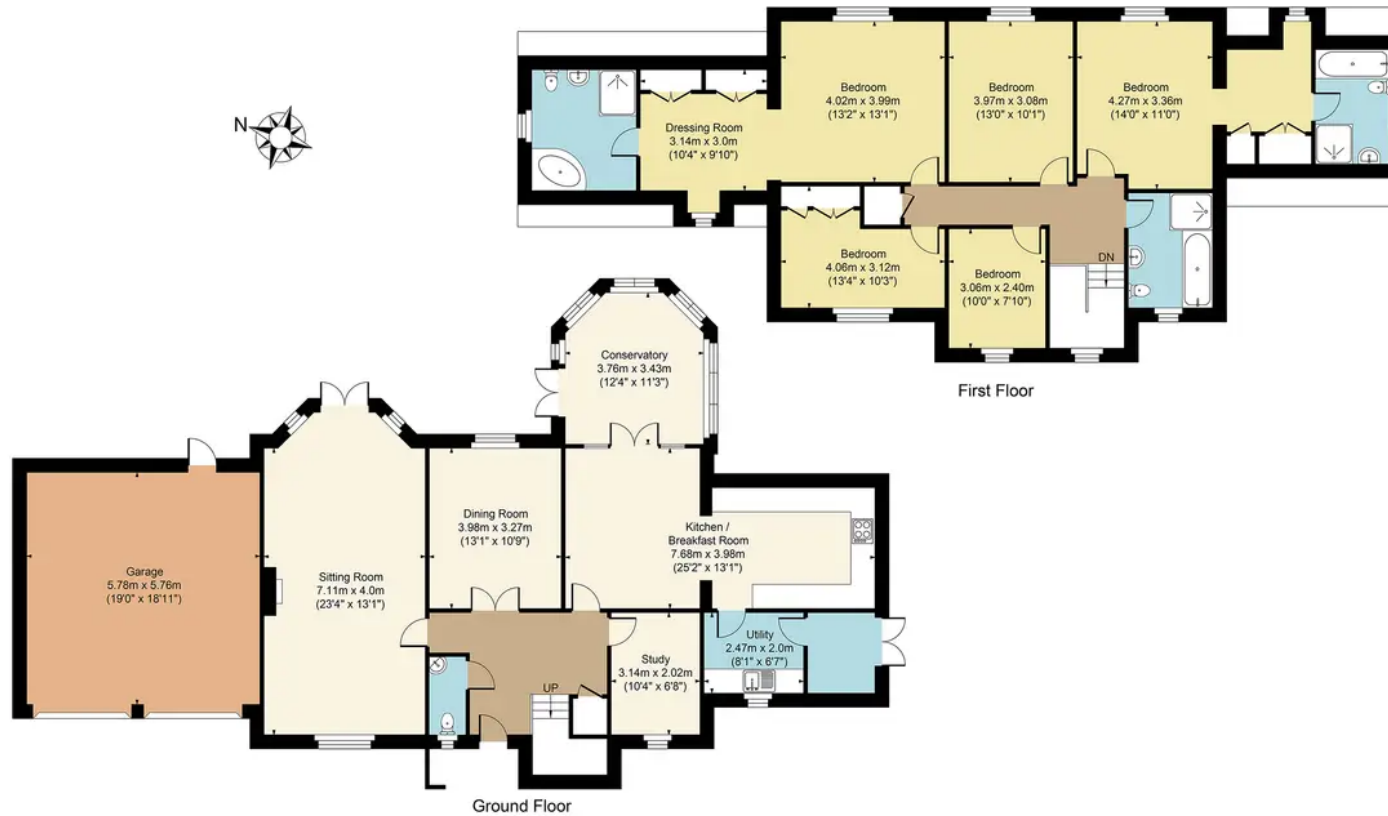 N
Bedroom
4.02m x 3.99m
(13'2" x 13'1")
Bedroom
3.97m x 3.08m
(13'0" x 10'1")
Bedroom
4.27m x 3.36m
(14'0" x 11'0")
Dressing Room
3.14m x 3.0m
(10'4" x 9'10")
Bedroom
4.06m x 3.12m
(13'4" x 10'3")
Bedroom
3.06m x 2.40m
(10'0" x 7'10")
DN
First Floor
Conservatory
3.76m x 3.43m
(12'4" x 11'3")
Garage
5.78m x 5.76m
(19'0" x 18'11")
Sitting Room
7.11m x 4.0m
(23'4" x 13'1")
Dining Room
3.98m x 3.27m
(13'1" x 10'9")
Kitchen /
Breakfast Room
7.68m x 3.98m
(25'2" x 13'1")
Study
3.14m x 2.02m
(10'4" x 6'8")
Utility
2.47m x 2.0m
(8'1" x 6'7")
UP
Ground Floor